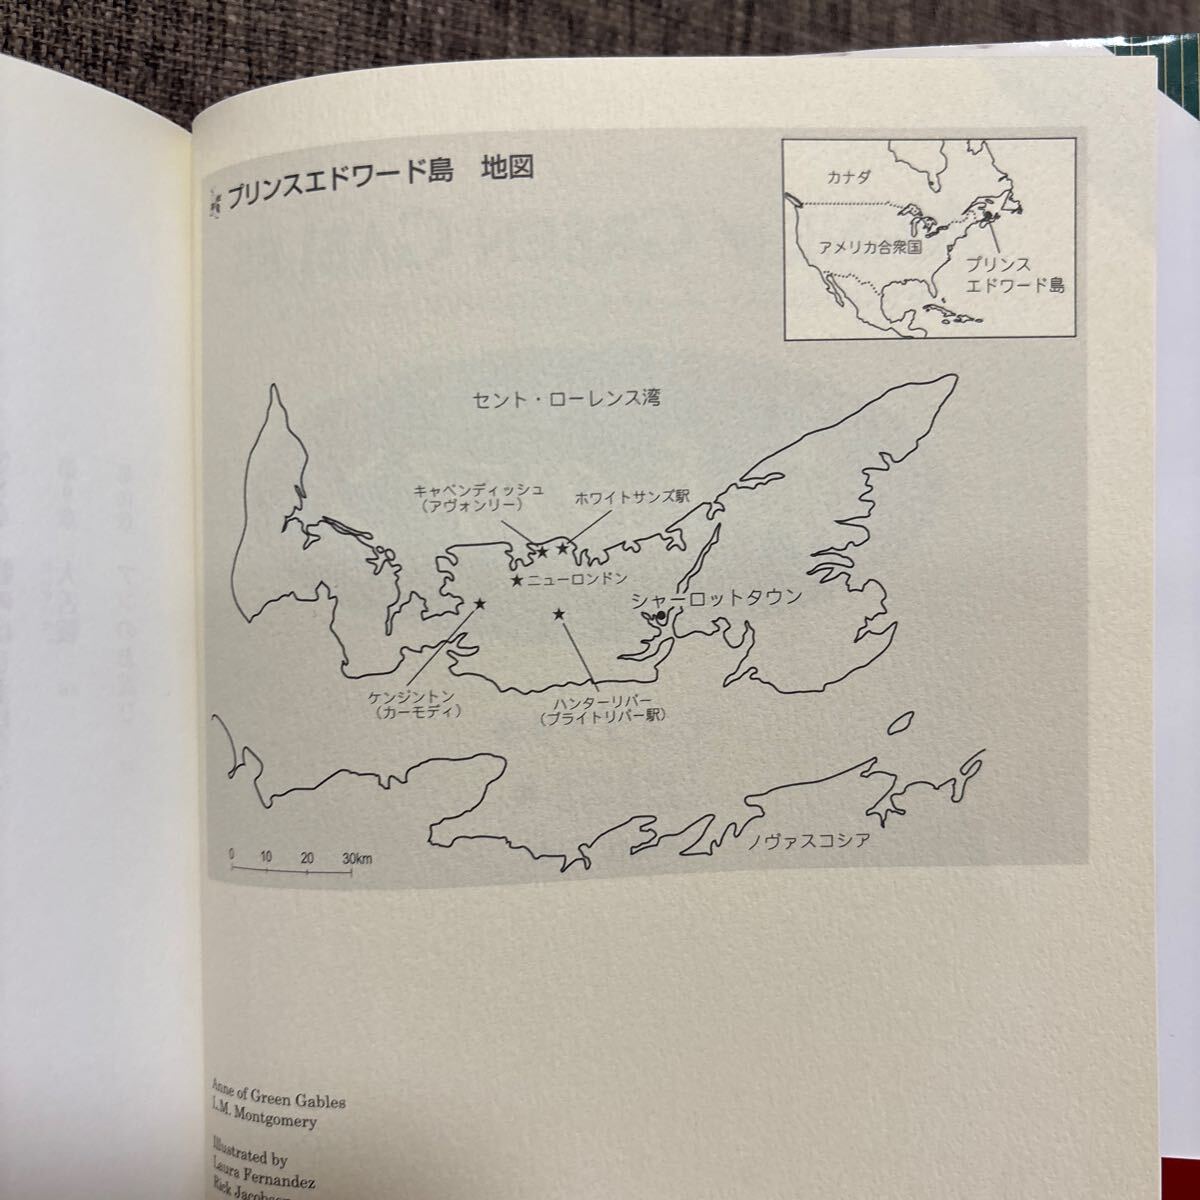 プリンスエドワード島 地図
カナダ
アメリカ合衆国
プリンス
エドワード島
セント・ローレンス湾
キャベンディッシュ
（アヴォンリー）
ホワイトサンズ駅
★ニューロンドン
シャーロットタウン
ケンジントン
（カーモディ）
ハンターリバー
（ブライトリバー駅）
ノヴァスコシア
0 10 20 30km
Anne of Green Gables
L.M. Montgomery
Illustrated by
Laura Fernandez
Rick Jacobson